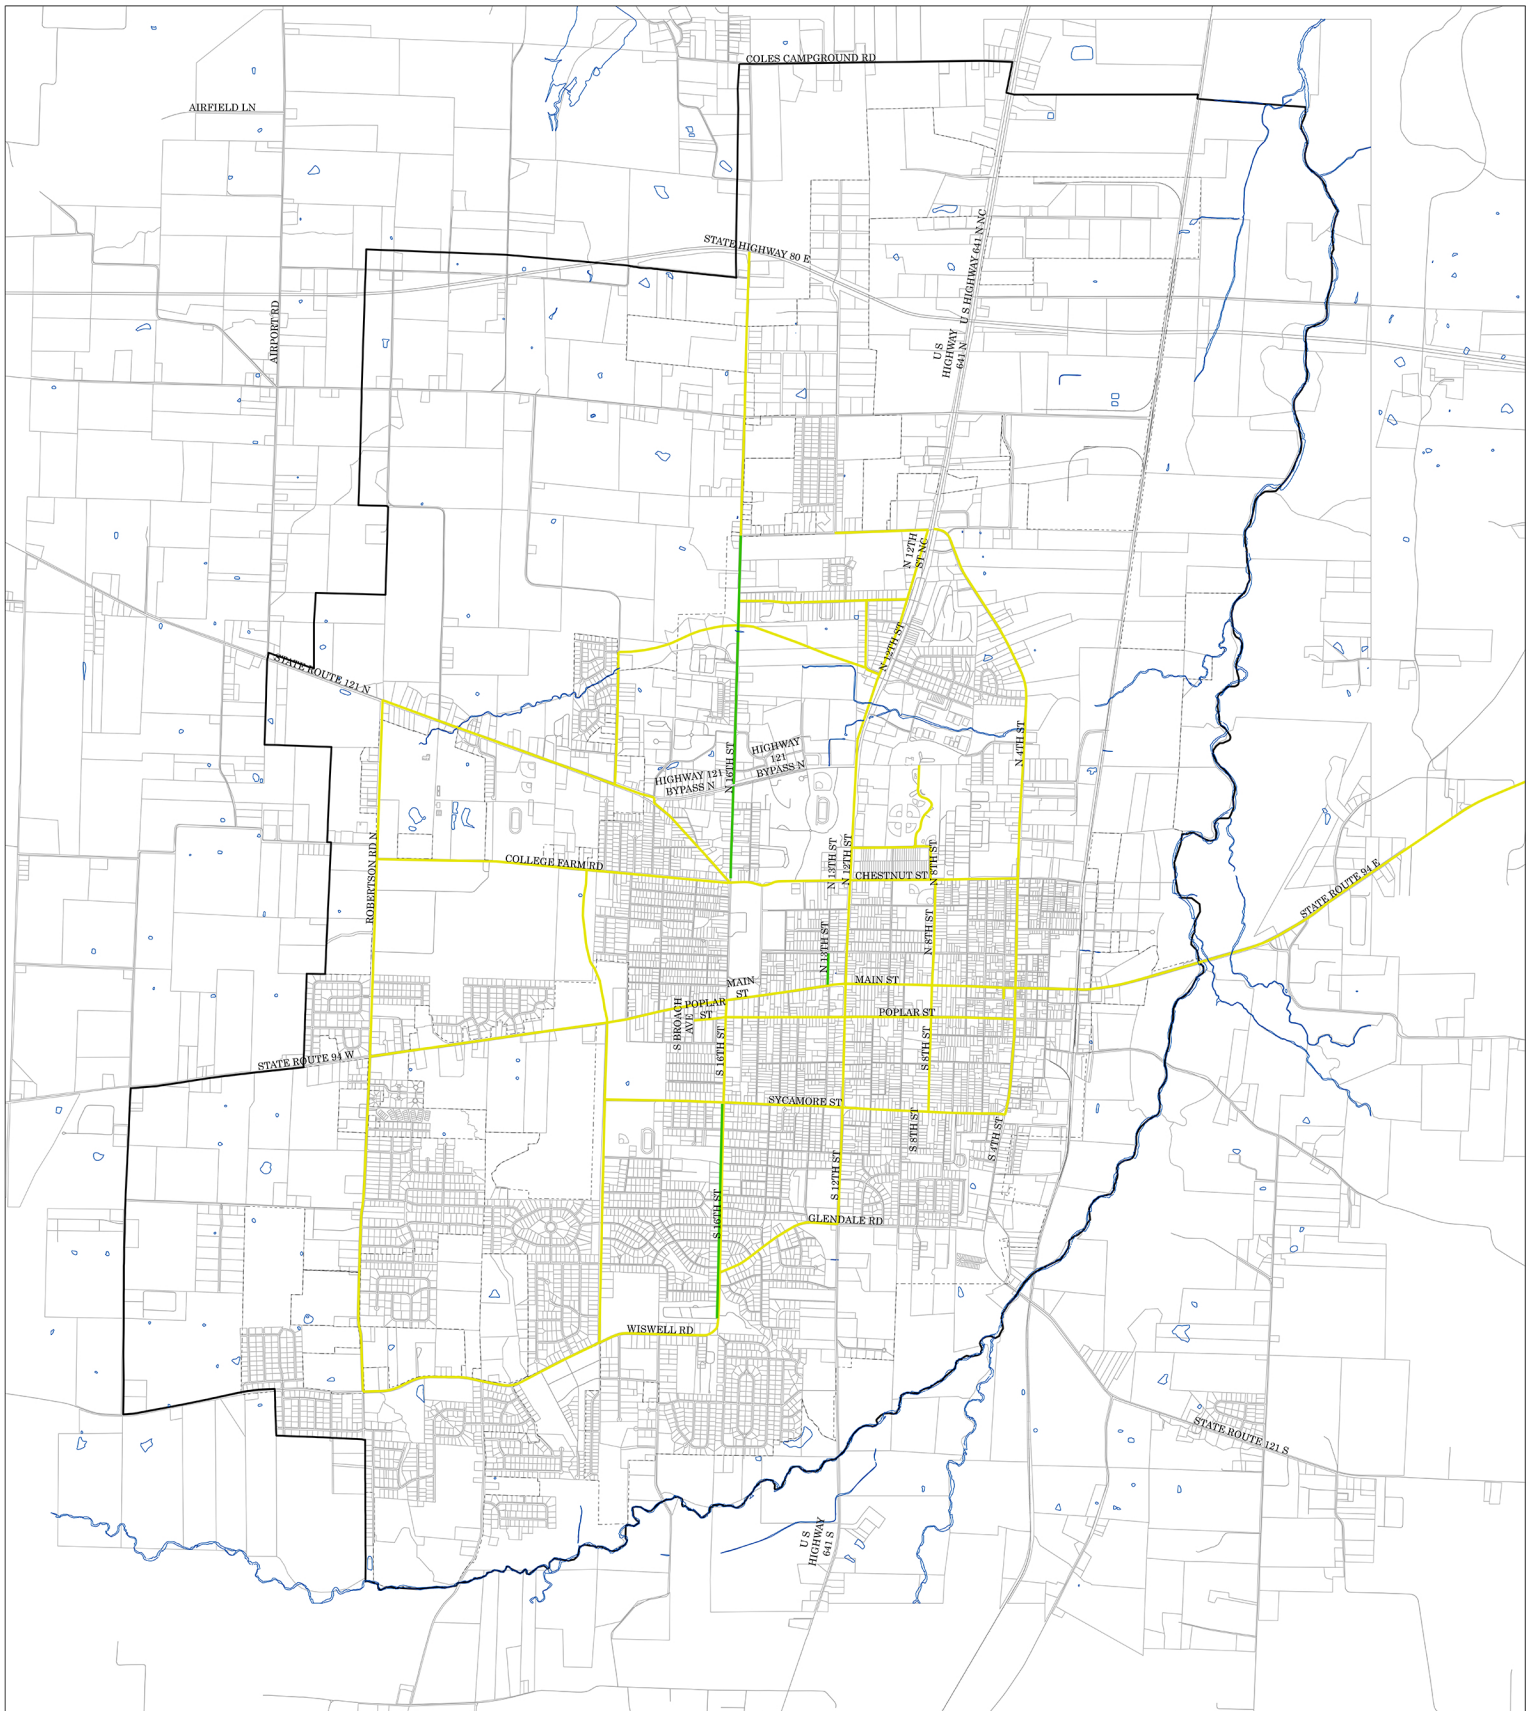 COLES CAMPGROUND RD
AIRFIELD LN
STATE HIGHWAY 80 E
U S HIGHWAY 641 N NC
AIRPORT RD
U S
HIGHWAY
641 N
N 12TH
ST NC
N 12TH ST
STATE ROUTE 121 N
N 4TH ST
N 16TH ST
HIGHWAY
121
BYPASS N
HIGHWAY 121
BYPASS N
ROBERTSON RD N
COLLEGE FARM RD
N 13TH ST
N 12TH ST
N 8TH ST
CHESTNUT ST
STATE ROUTE 94 E
N 8TH ST
N 13TH ST
MAIN
ST
MAIN ST
S BROACH
AVE
POPLAR
ST
POPLAR ST
S 16TH ST
S 8TH ST
STATE ROUTE 94 W
SYCAMORE ST
S 8TH ST
S 4TH ST
S 12TH ST
S 16TH ST
GLENDALE RD
WISWELL RD
STATE ROUTE 121 S
U S
HIGHWAY
641 S